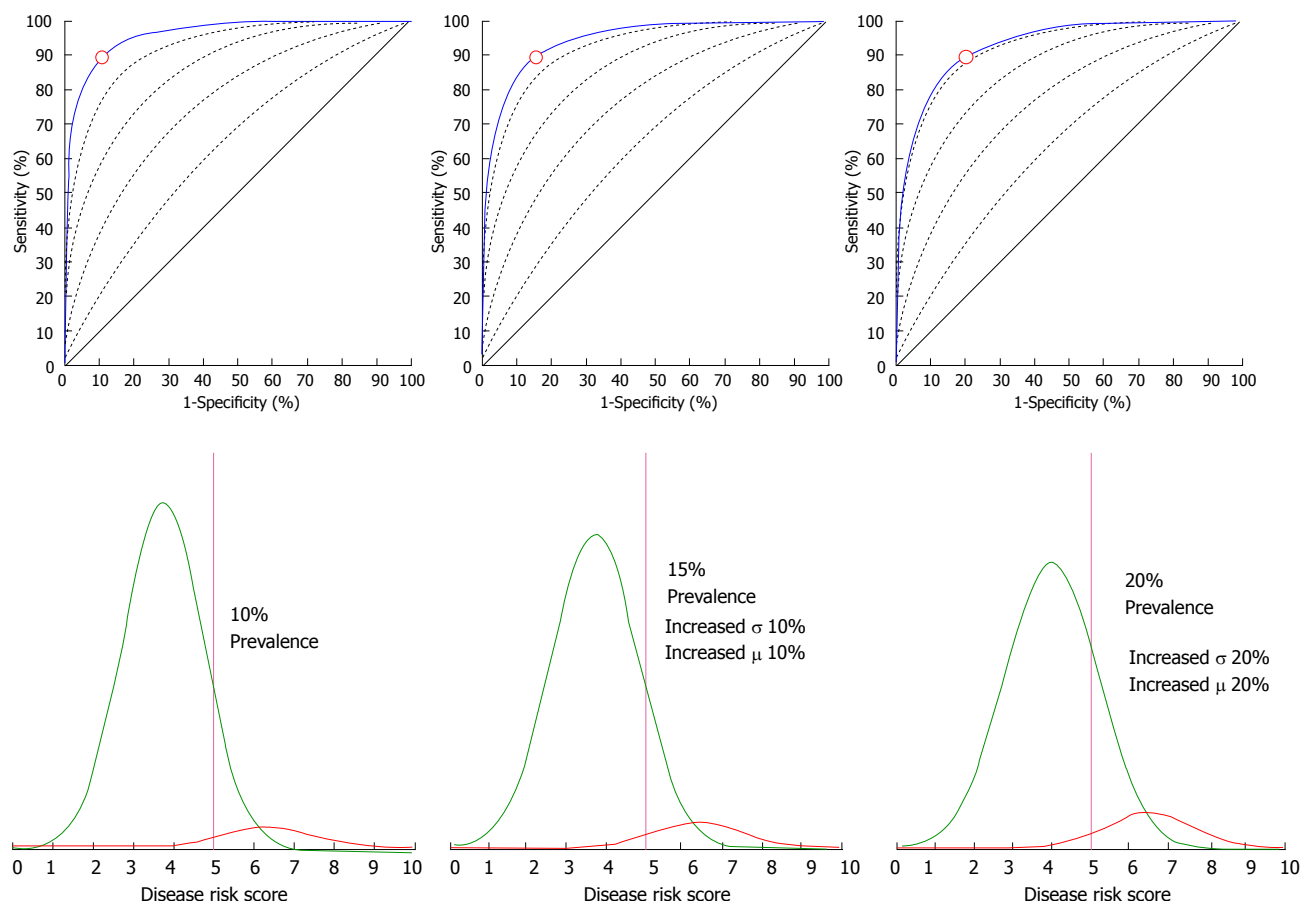 100
90
80
70
60
50
40
30
20
10
0
Sensitivity (%)
0 10 20 30 40 50 60 70 80 90 100
1-Specificity (%)
100
90
80
70
60
50
40
30
20
10
0
Sensitivity (%)
0 10 20 30 40 50 60 70 80 90 100
1-Specificity (%)
100
90
80
70
60
50
40
30
20
10
0
Sensitivity (%)
0 10 20 30 40 50 60 70 80 90 100
1-Specificity (%)
10%
Prevalence
0 1 2 3 4 5 6 7 8 9 10
Disease risk score
15%
Prevalence
Increased σ 10%
Increased μ 10%
0 1 2 3 4 5 6 7 8 9 10
Disease risk score
20%
Prevalence
Increased σ 20%
Increased μ 20%
0 1 2 3 4 5 6 7 8 9 10
Disease risk score